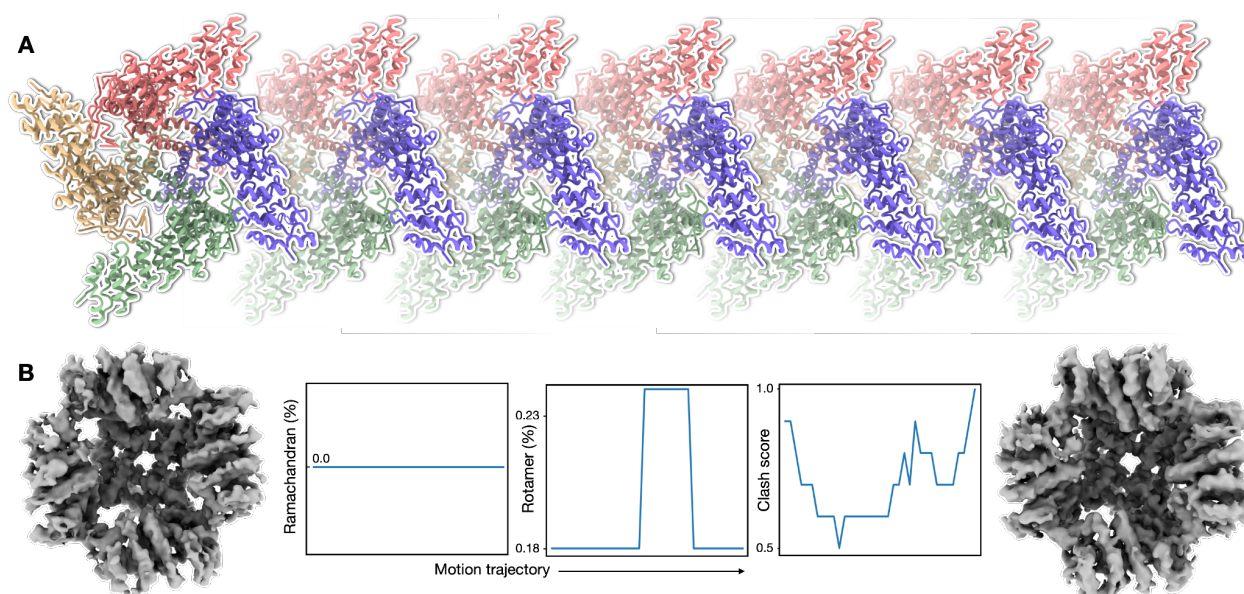 A
B
Ramachandran (%)
0.0
Rotamer (%)
0.23
0.18
Clash score
1.0
0.5
Motion trajectory